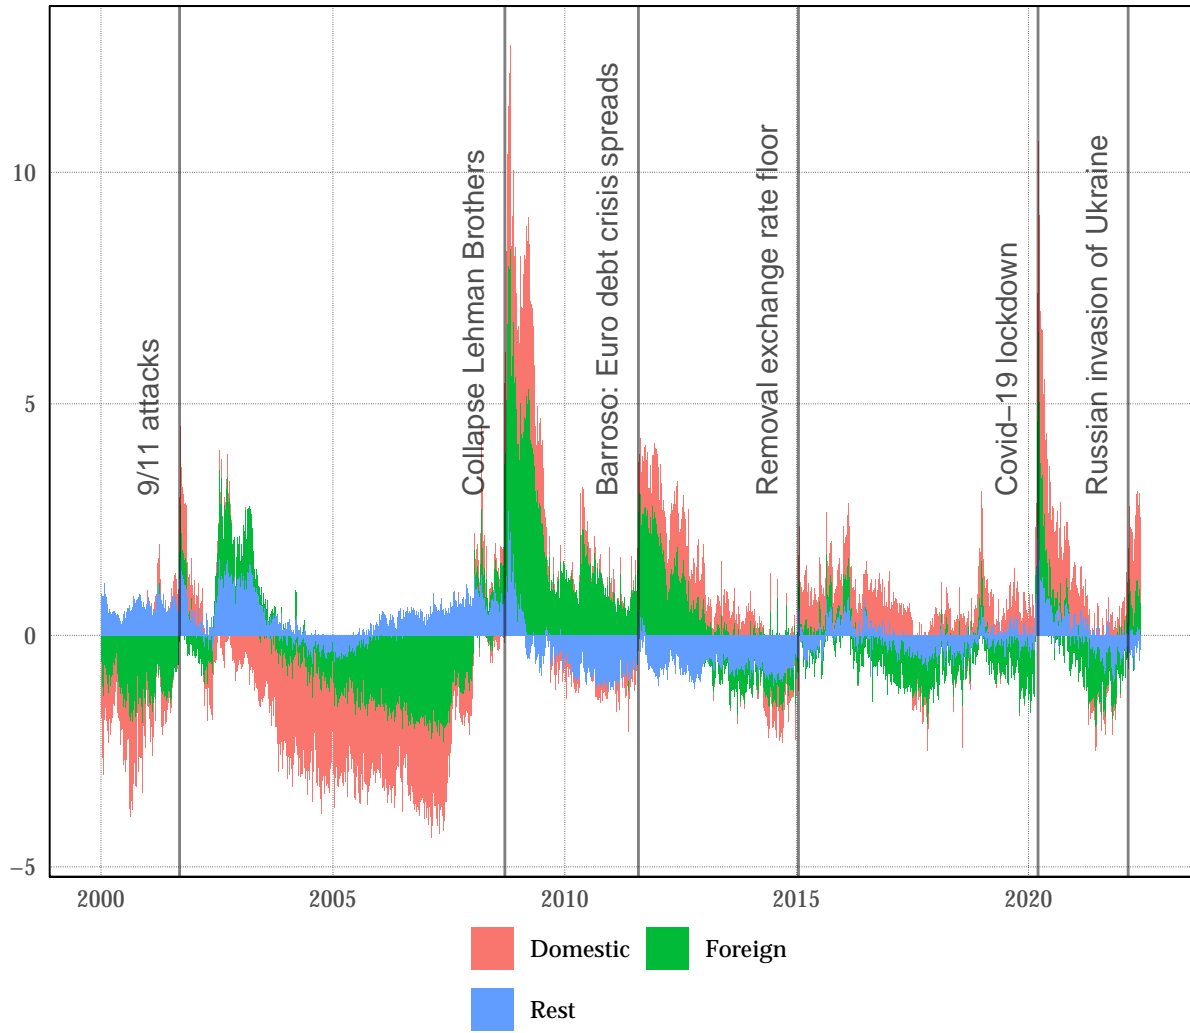 10
5
0
−5
9/11 attacks
Collapse Lehman Brothers
Barroso: Euro debt crisis spreads
Removal exchange rate floor
Covid−19 lockdown
Russian invasion of Ukraine
2000 2005 2010 2015 2020
Domestic Foreign
Rest